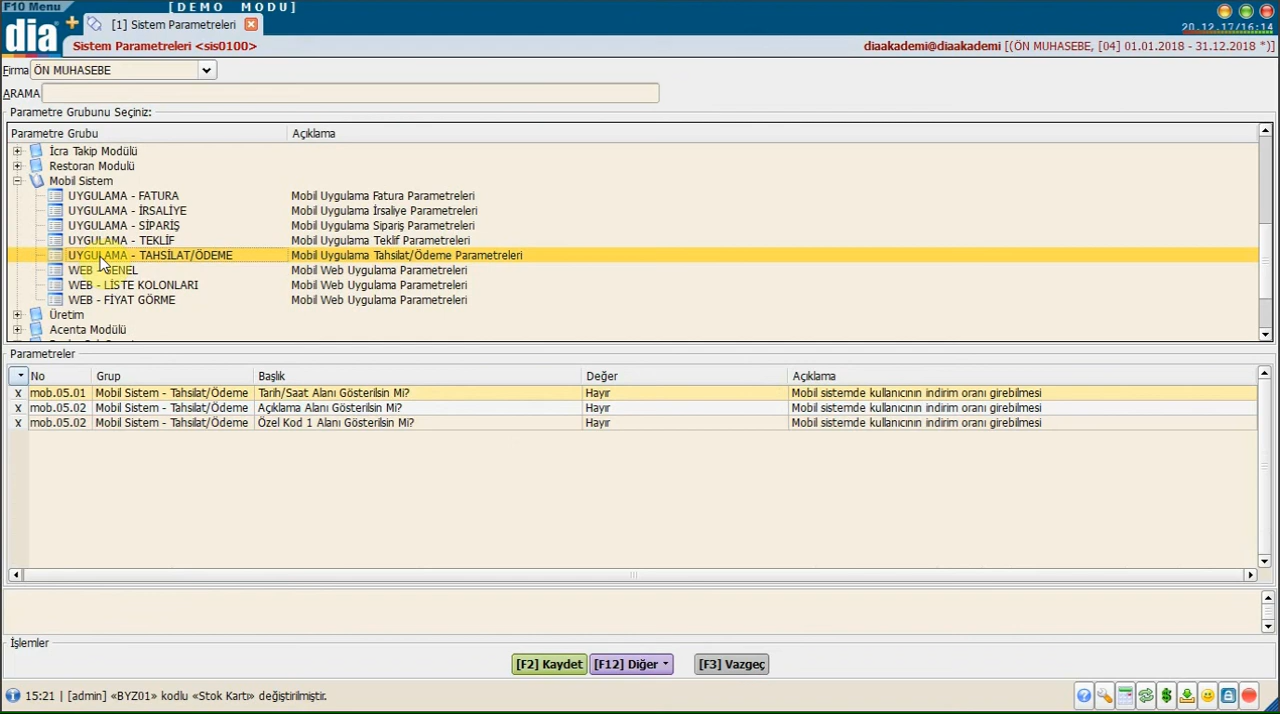 F10 Menu
[DEMO MODU]
dia
[1] Sistem Parametreleri
20.12.17/16:14
Sistem Parametreleri <sis0100>
diaakademi@diaakademi [(ÖN MUHASEBE, [04] 01.01.2018 - 31.12.2018 *)]
Firma ÖN MUHASEBE
ARAMA
Parametre Grubunu Seçiniz:
Parametre Grubu Açıklama
İcra Takip Modülü
Restoran Modulü
Mobil Sistem
UYGULAMA - FATURA Mobil Uygulama Fatura Parametreleri
UYGULAMA - İRSALİYE Mobil Uygulama İrsaliye Parametreleri
UYGULAMA - SİPARİŞ Mobil Uygulama Sipariş Parametreleri
UYGULAMA - TEKLİF Mobil Uygulama Teklif Parametreleri
UYGULAMA - TAHSİLAT/ÖDEME Mobil Uygulama Tahsilat/Ödeme Parametreleri
WEB - GENEL Mobil Web Uygulama Parametreleri
WEB - LİSTE KOLONLARI Mobil Web Uygulama Parametreleri
WEB - FİYAT GÖRME Mobil Web Uygulama Parametreleri
Üretim
Acenta Modülü
Parametreler
No Grup Başlık Değer Açıklama
x mob.05.01 Mobil Sistem - Tahsilat/Ödeme Tarih/Saat Alanı Gösterilsin Mi? Hayır Mobil sistemde kullanıcının indirim oranı girebilmesi
x mob.05.02 Mobil Sistem - Tahsilat/Ödeme Açıklama Alanı Gösterilsin Mi? Hayır Mobil sistemde kullanıcının indirim oranı girebilmesi
x mob.05.02 Mobil Sistem - Tahsilat/Ödeme Özel Kod 1 Alanı Gösterilsin Mi? Hayır Mobil sistemde kullanıcının indirim oranı girebilmesi
İşlemler
[F2] Kaydet [F12] Diğer [F3] Vazgeç
15:21 | [admin] «BYZ01» kodlu «Stok Kartı» değiştirilmiştir.